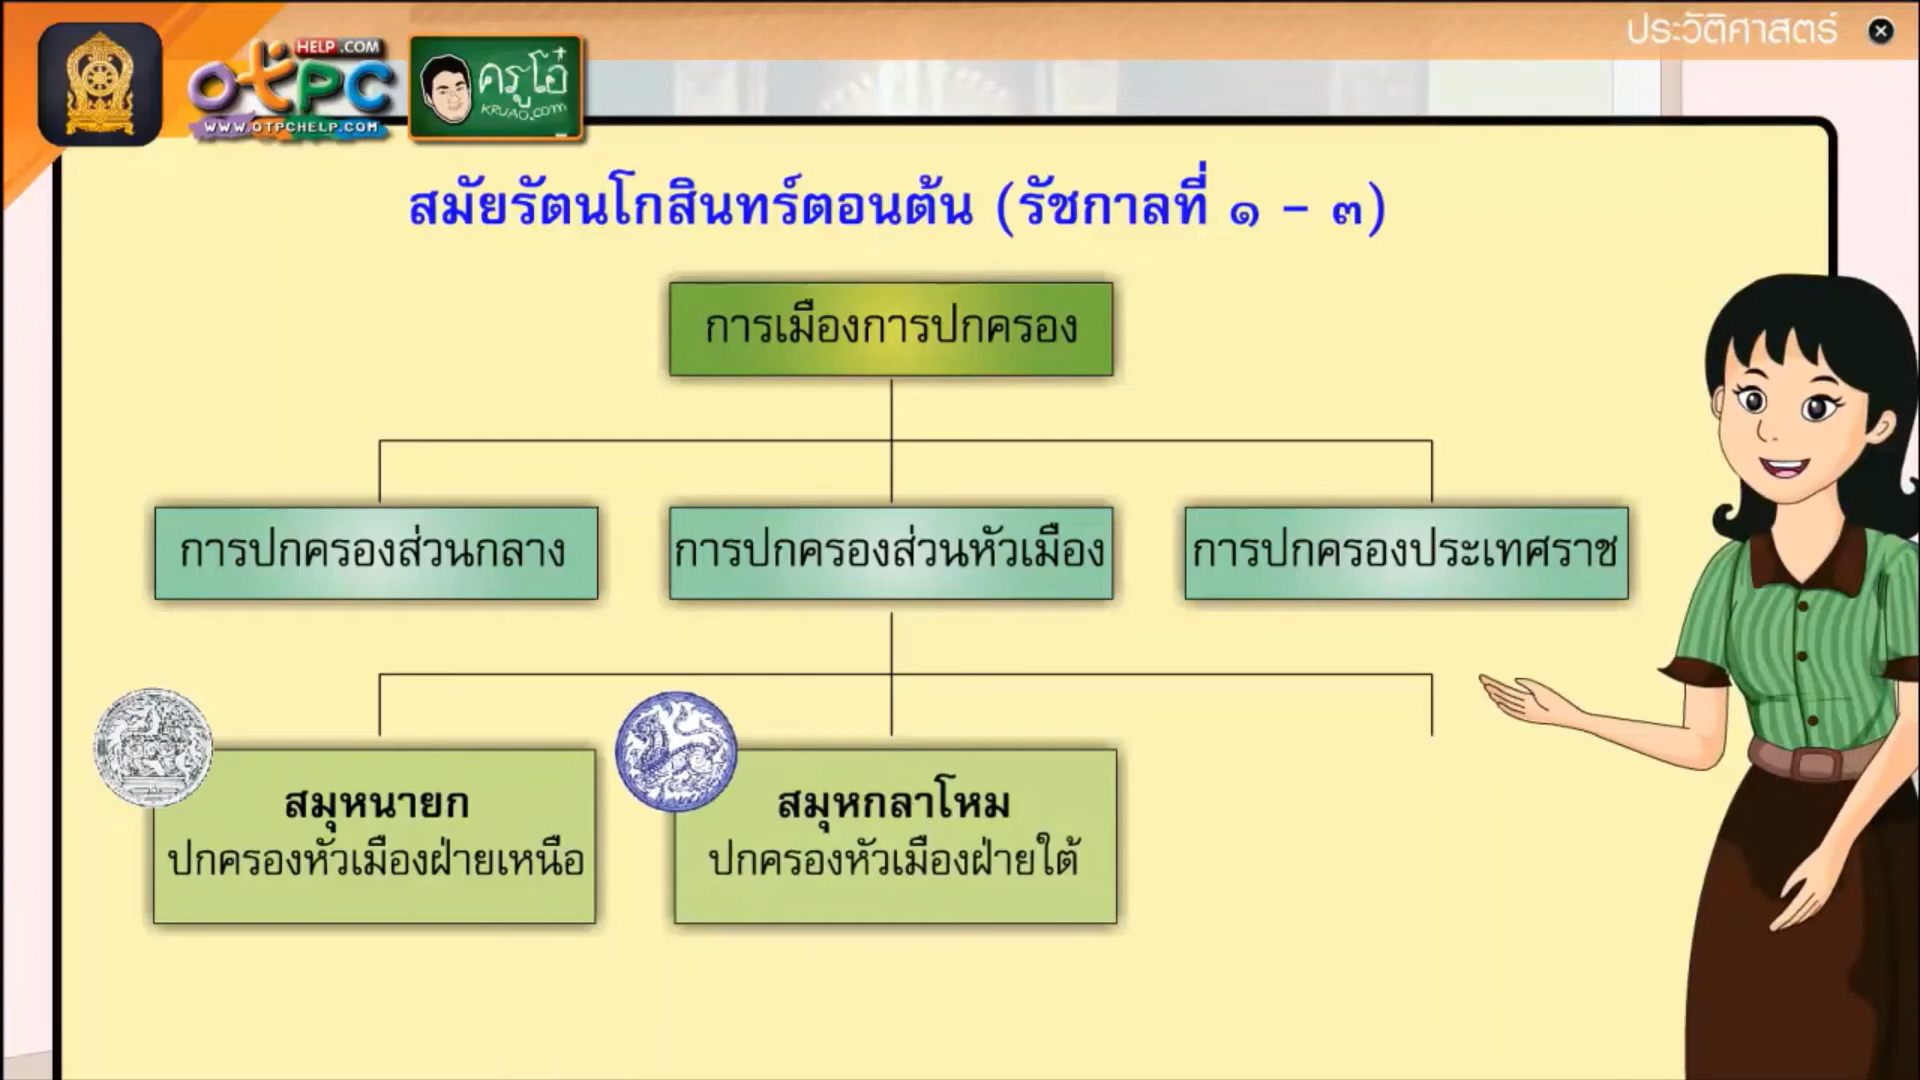 ประวัติศาสตร์
HELP.COM
OTPC
WWW.OTPCHELP.COM
ครูโอ๋
KRUAO.COM
สมัยรัตนโกสินทร์ตอนต้น (รัชกาลที่ ๑ - ๓)
การเมืองการปกครอง
การปกครองส่วนกลาง
การปกครองส่วนหัวเมือง
การปกครองประเทศราช
สมุหนายก
ปกครองหัวเมืองฝ่ายเหนือ
สมุหกลาโหม
ปกครองหัวเมืองฝ่ายใต้